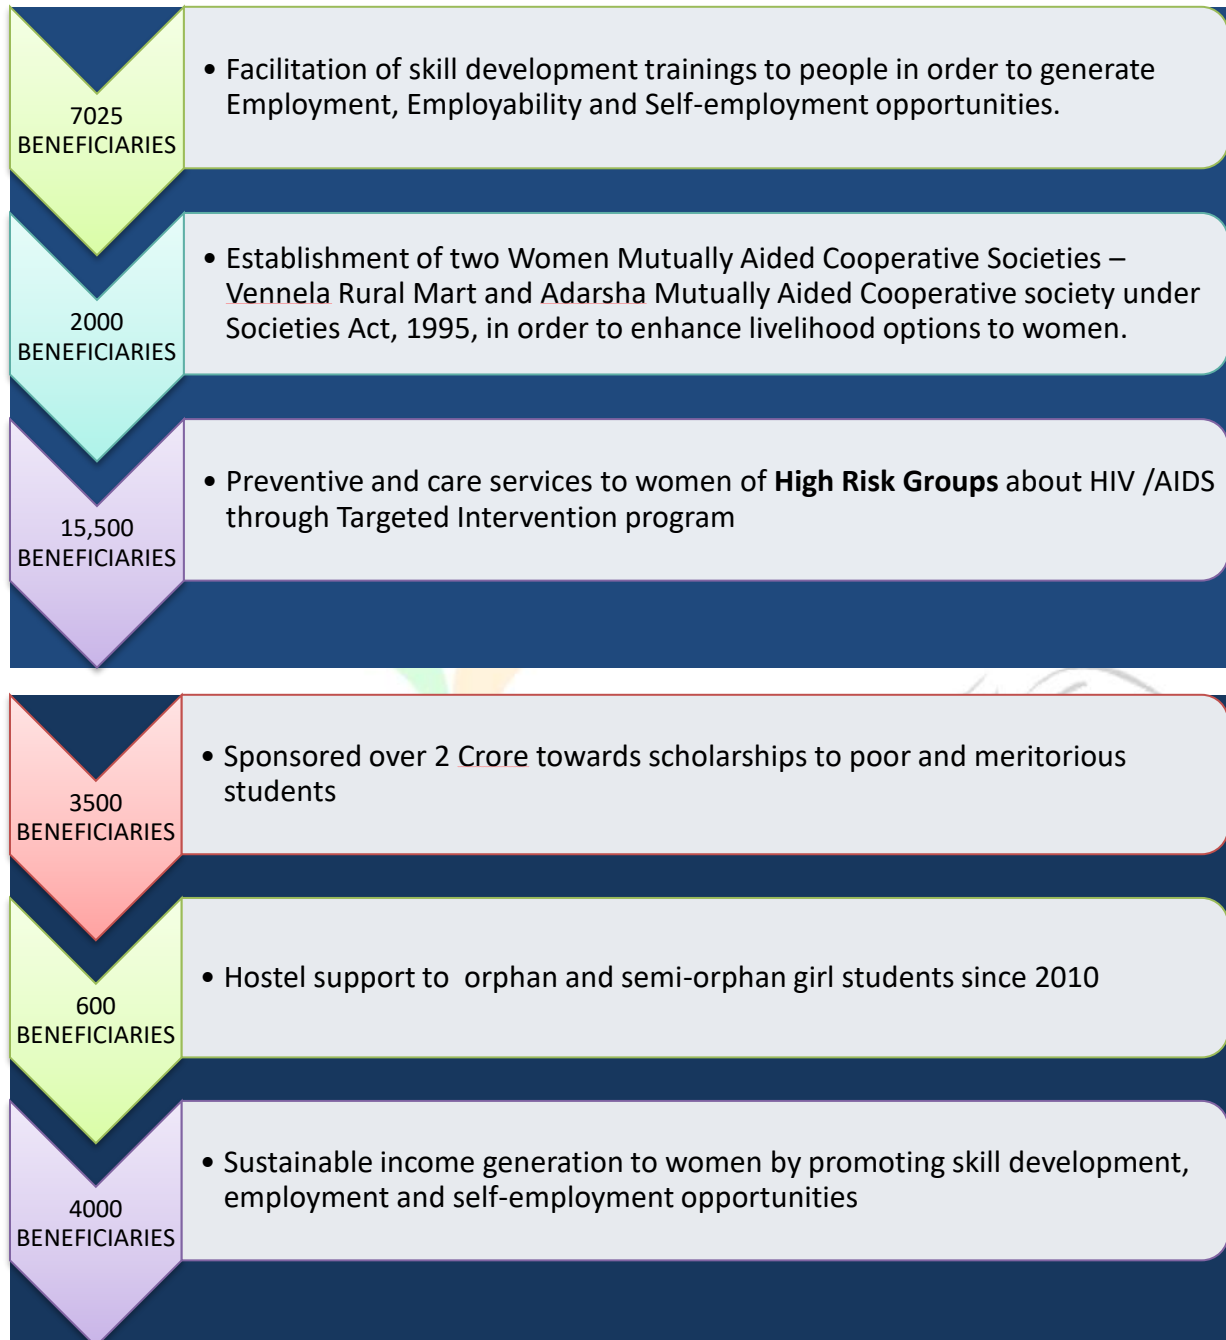 7025
BENEFICIARIES
• Facilitation of skill development trainings to people in order to generate
Employment, Employability and Self-employment opportunities.
2000
BENEFICIARIES
• Establishment of two Women Mutually Aided Cooperative Societies –
Vennela Rural Mart and Adarsha Mutually Aided Cooperative society under
Societies Act, 1995, in order to enhance livelihood options to women.
15,500
BENEFICIARIES
• Preventive and care services to women of High Risk Groups about HIV /AIDS
through Targeted Intervention program
3500
BENEFICIARIES
• Sponsored over 2 Crore towards scholarships to poor and meritorious
students
600
BENEFICIARIES
• Hostel support to  orphan and semi-orphan girl students since 2010
4000
BENEFICIARIES
• Sustainable income generation to women by promoting skill development,
employment and self-employment opportunities